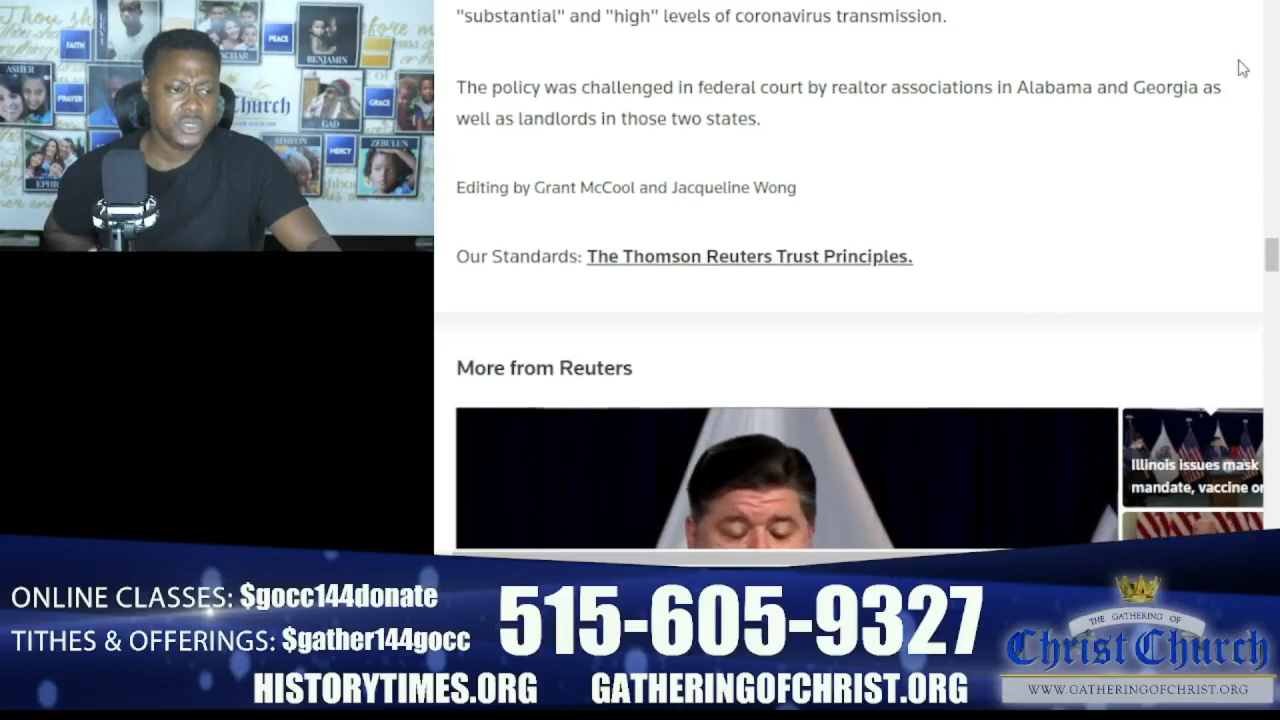 "substantial" and "high" levels of coronavirus transmission.
The policy was challenged in federal court by realtor associations in Alabama and Georgia as
well as landlords in those two states.
Editing by Grant McCool and Jacqueline Wong
Our Standards: The Thomson Reuters Trust Principles.
More from Reuters
Illinois issues mask
mandate, vaccine or
FAITH
PEACE
BENJAMIN
ASHER
PRAYER
Church
GAD
GRACE
SIMEON
MERCY
ZEBULUN
ONLINE CLASSES: $gocc144donate
TITHES & OFFERINGS: $gather144gocc
515-605-9327
HISTORYTIMES.ORG GATHERINGOFCHRIST.ORG
THE GATHERING OF
Christ Church
WWW.GATHERINGOFCHRIST.ORG